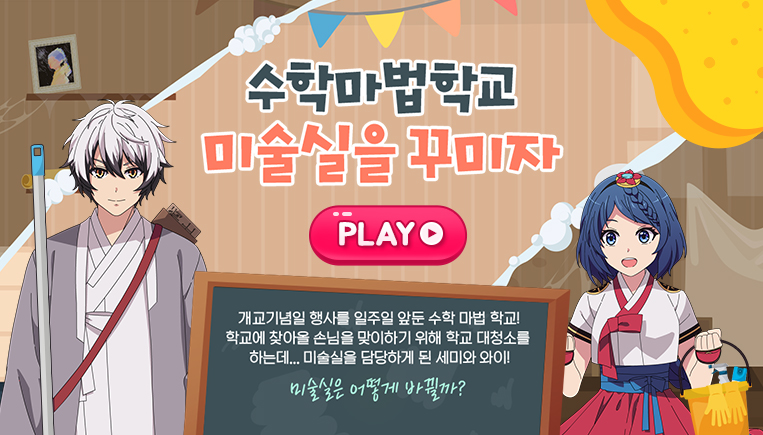 수학마법학교
미술실을 꾸미자
PLAY
개교기념일 행사를 일주일 앞둔 수학 마법 학교!
학교에 찾아올 손님을 맞이하기 위해 학교 대청소를
하는데... 미술실을 담당하게 된 세미와 와이!
미술실은 어떻게 바뀔까?